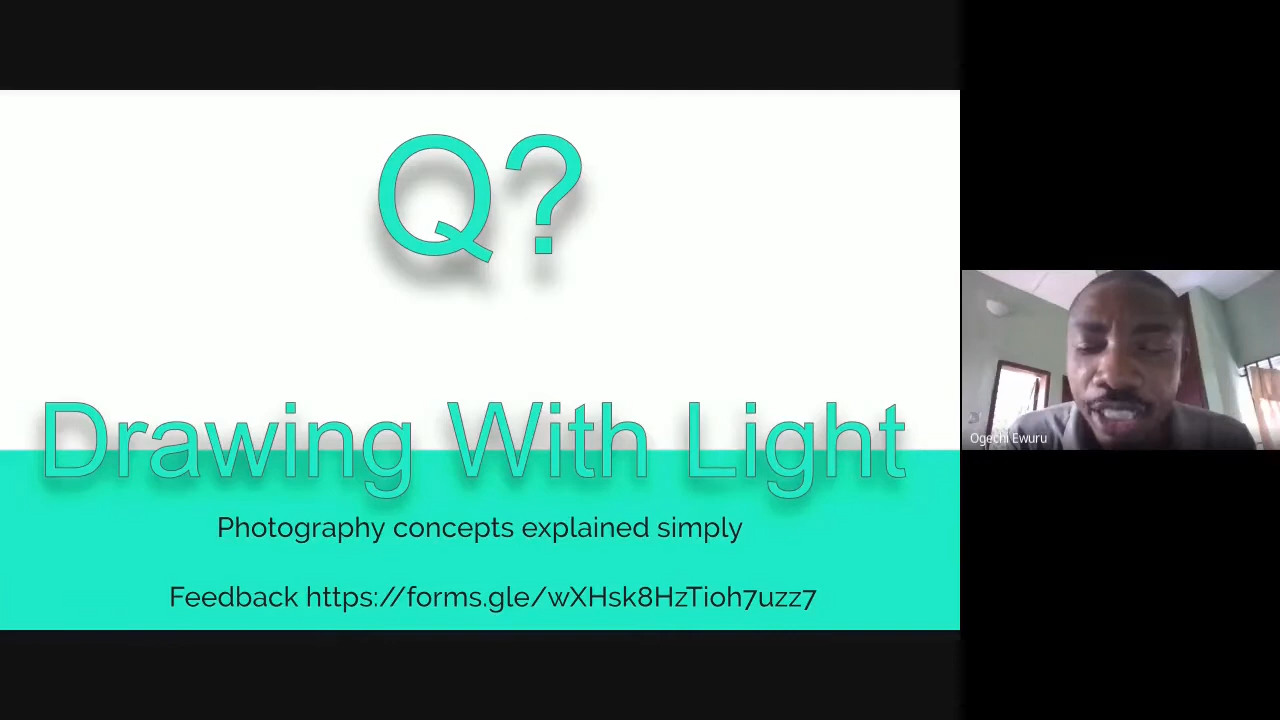 Q?
Drawing With Light
Photography concepts explained simply
Feedback https://forms.gle/wXHsk8HzTioh7uzz7
Ogechi Ewuru